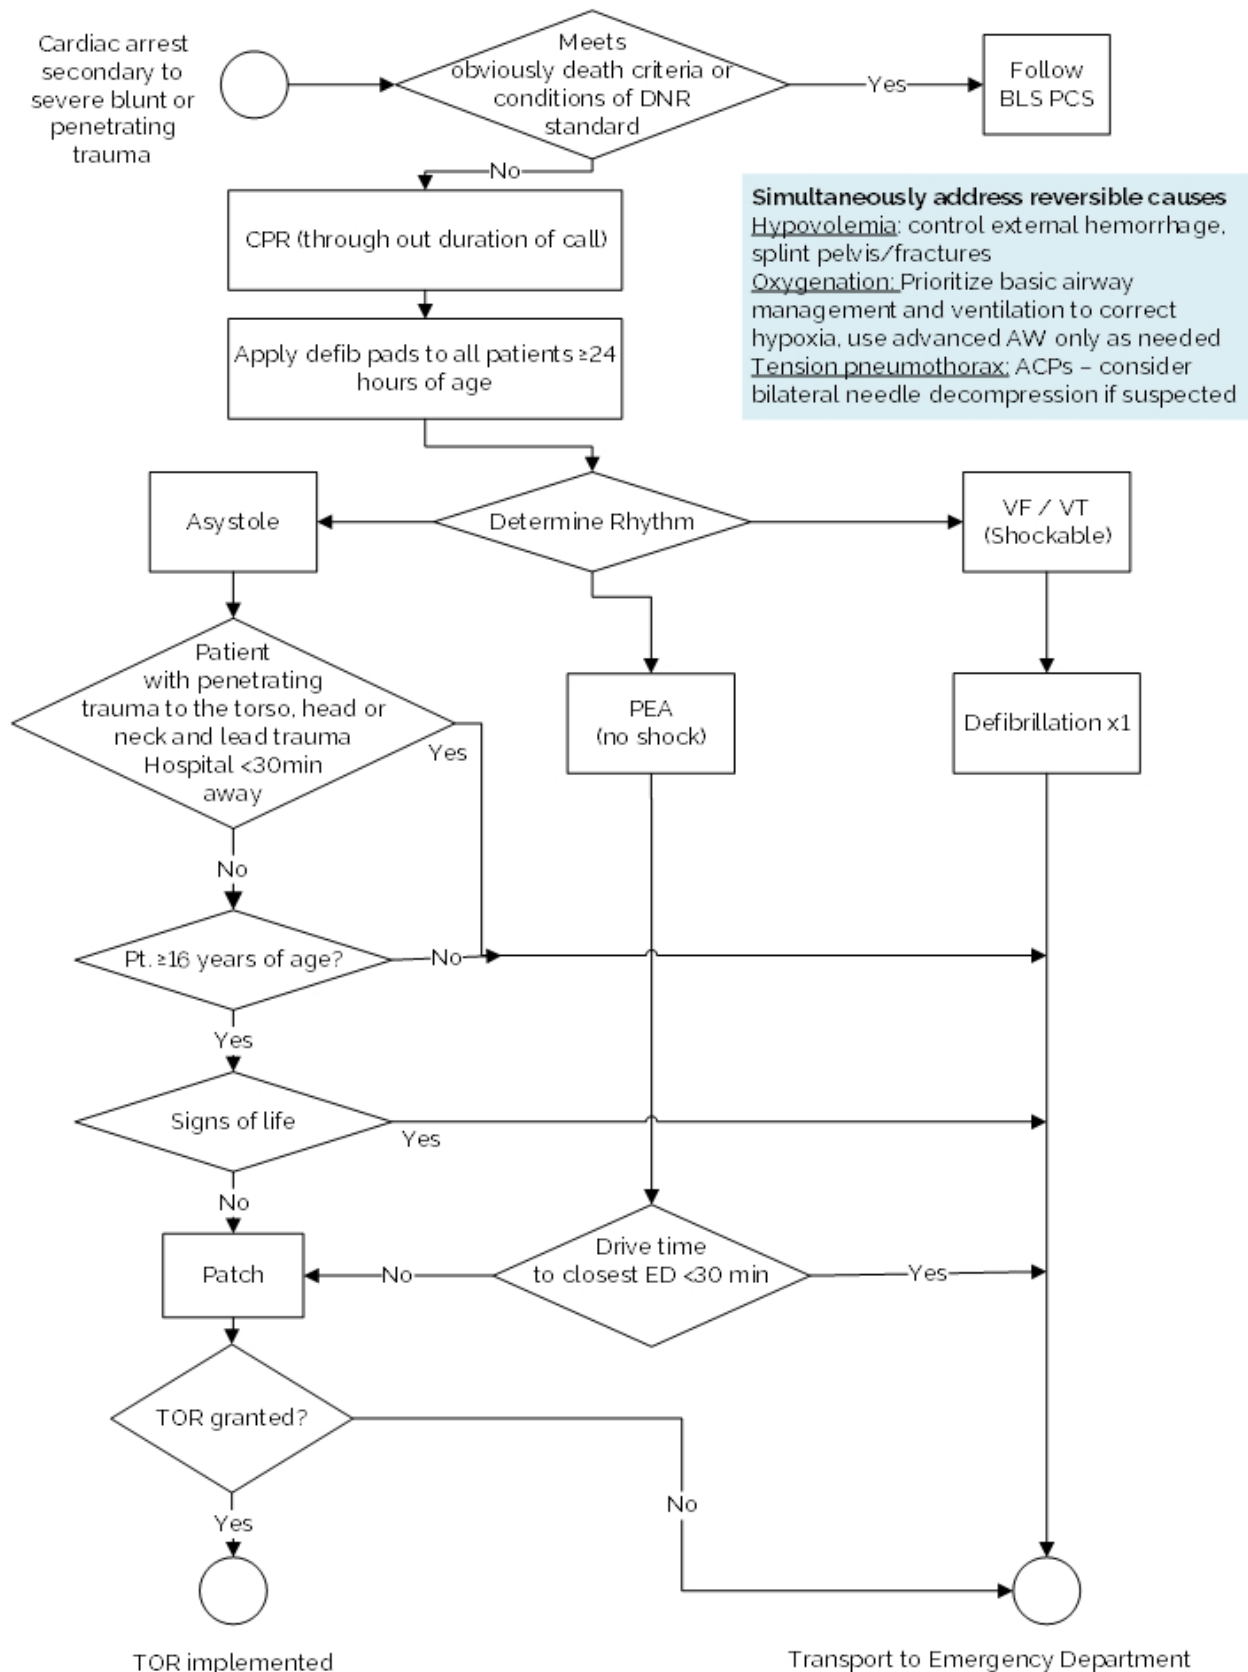 Cardiac arrest
secondary to
severe blunt or
penetrating
trauma
Meets
obviously death criteria or
conditions of DNR
standard
Yes
Follow
BLS PCS
No
CPR (through out duration of call)
Simultaneously address reversible causes
Hypovolemia: control external hemorrhage,
splint pelvis/fractures
Oxygenation: Prioritize basic airway
management and ventilation to correct
hypoxia, use advanced AW only as needed
Tension pneumothorax: ACPs – consider
bilateral needle decompression if suspected
Apply defib pads to all patients ≥24
hours of age
Asystole
Determine Rhythm
VF / VT
(Shockable)
Patient
with penetrating
trauma to the torso, head or
neck and lead trauma
Hospital <30min
away
Yes
PEA
(no shock)
Defibrillation x1
No
Pt. ≥16 years of age?
No
Yes
Signs of life
Yes
No
Patch
No
Drive time
to closest ED <30 min
Yes
TOR granted?
No
Yes
TOR implemented
Transport to Emergency Department